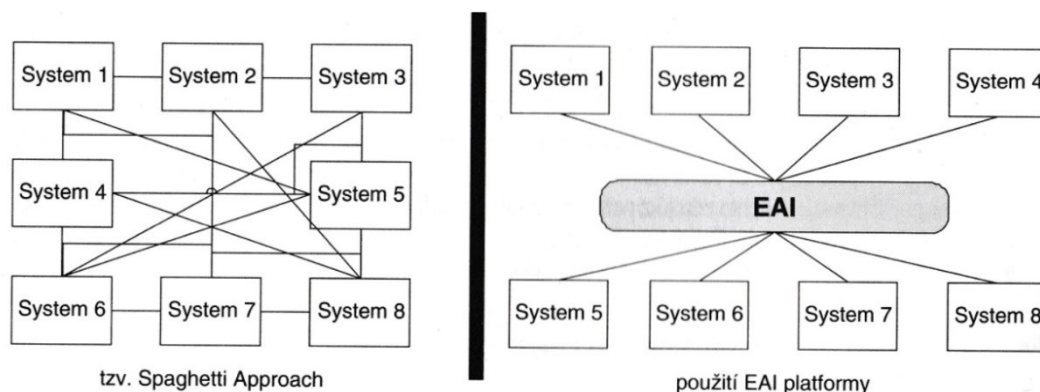 System 1
System 2
System 3
System 4
System 5
System 6
System 7
System 8
tzv. Spaghetti Approach
System 1
System 2
System 3
System 4
EAI
System 5
System 6
System 7
System 8
použití EAI platformy